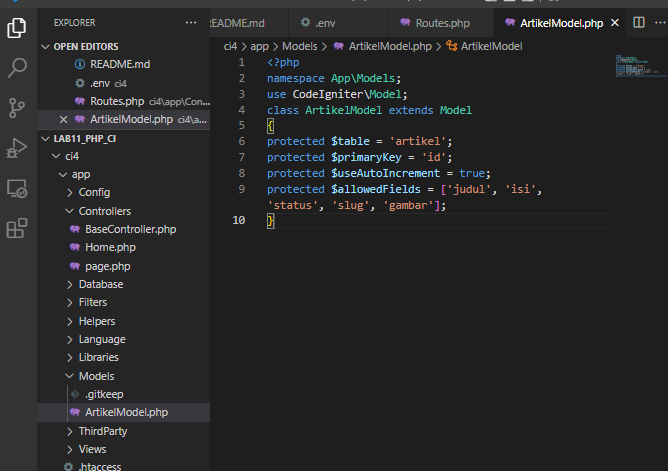 EXPLORER
···
OPEN EDITORS
README.md
.env ci4
Routes.php ci4\app\Con...
ArtikelModel.php ci4\a...
LAB11_PHP_CI
ci4
app
Config
Controllers
BaseController.php
Home.php
page.php
Database
Filters
Helpers
Language
Libraries
Models
.gitkeep
ArtikelModel.php
ThirdParty
Views
.htaccess
README.md
.env
Routes.php
ArtikelModel.php
ci4 > app > Models > ArtikelModel.php > ArtikelModel
1 <?php
2 namespace App\Models;
3 use CodeIgniter\Model;
4 class ArtikelModel extends Model
5 {
6 protected $table = 'artikel';
7 protected $primaryKey = 'id';
8 protected $useAutoIncrement = true;
9 protected $allowedFields = ['judul', 'isi',
'status', 'slug', 'gambar'];
10 }